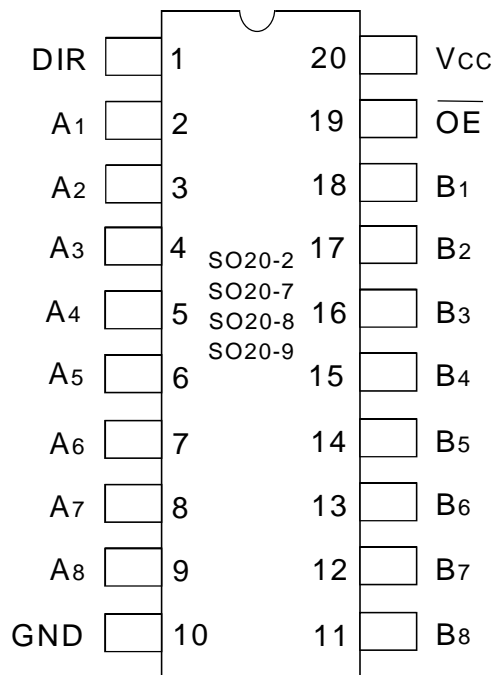 DIR 1 20 VCC
A1 2 19 O̅E̅
A2 3 18 B1
A3 4 17 B2
SO20-2
SO20-7
SO20-8
SO20-9
A4 5 16 B3
A5 6 15 B4
A6 7 14 B5
A7 8 13 B6
A8 9 12 B7
GND 10 11 B8